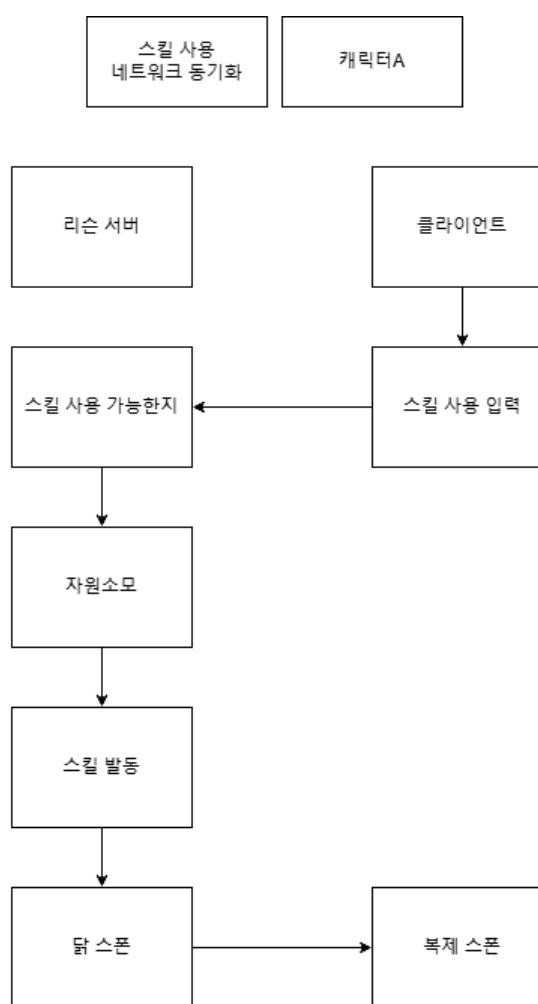 스킬 사용
네트워크 동기화
캐릭터A
리슨 서버
클라이언트
스킬 사용 가능한지
스킬 사용 입력
자원소모
스킬 발동
닭 스폰
복제 스폰